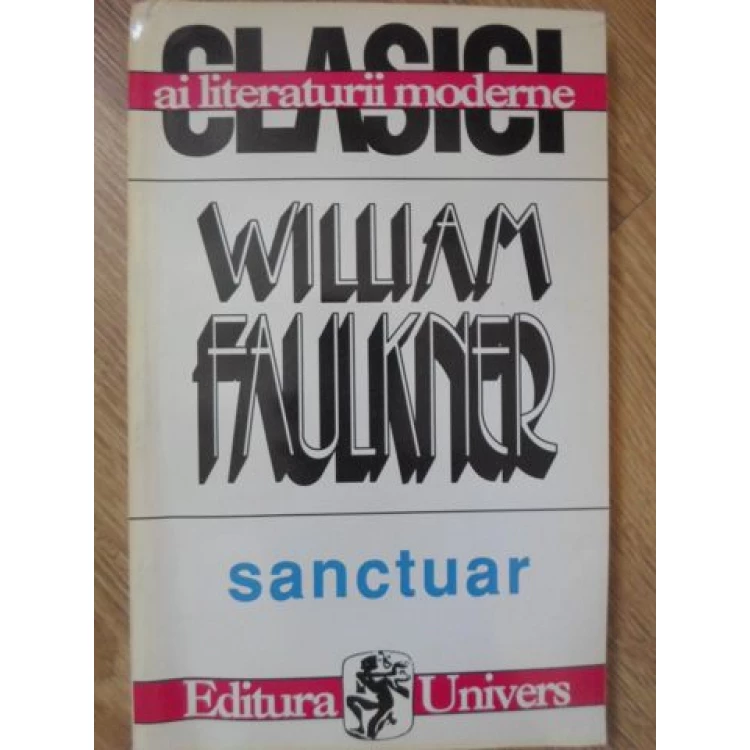 CLASICI
ai literaturii moderne
WILLIAM
FAULKNER
sanctuar
Editura Univers